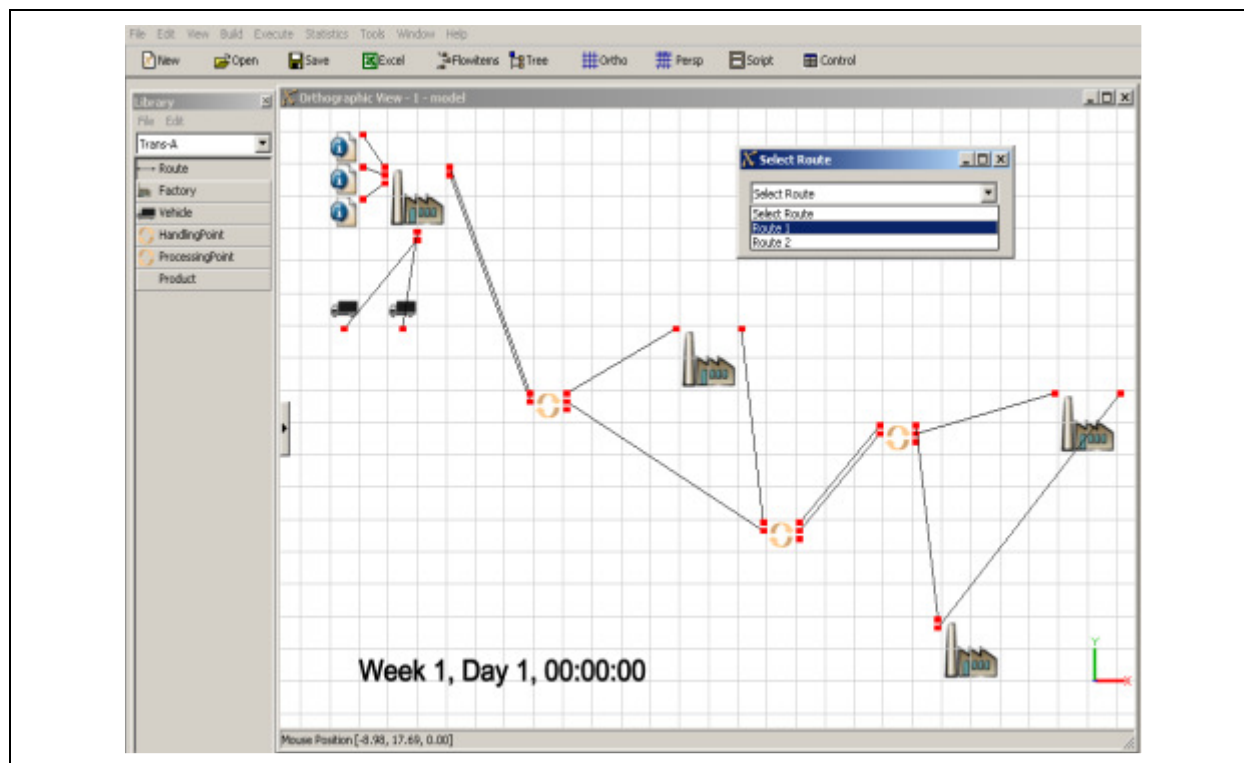 File Edit View Build Execute Statistics Tools Window Help
New Open Save Excel Flowitems Tree Ortho Persp Script Control
Library
File Edit
Trans-A
Route
Factory
Vehicle
HandlingPoint
ProcessingPoint
Product
Orthographic View - 1 - model
Select Route
Select Route
Select Route
Route 1
Route 2
Week 1, Day 1, 00:00:00
Y
X
Mouse Position [-8.98, 17.69, 0.00]